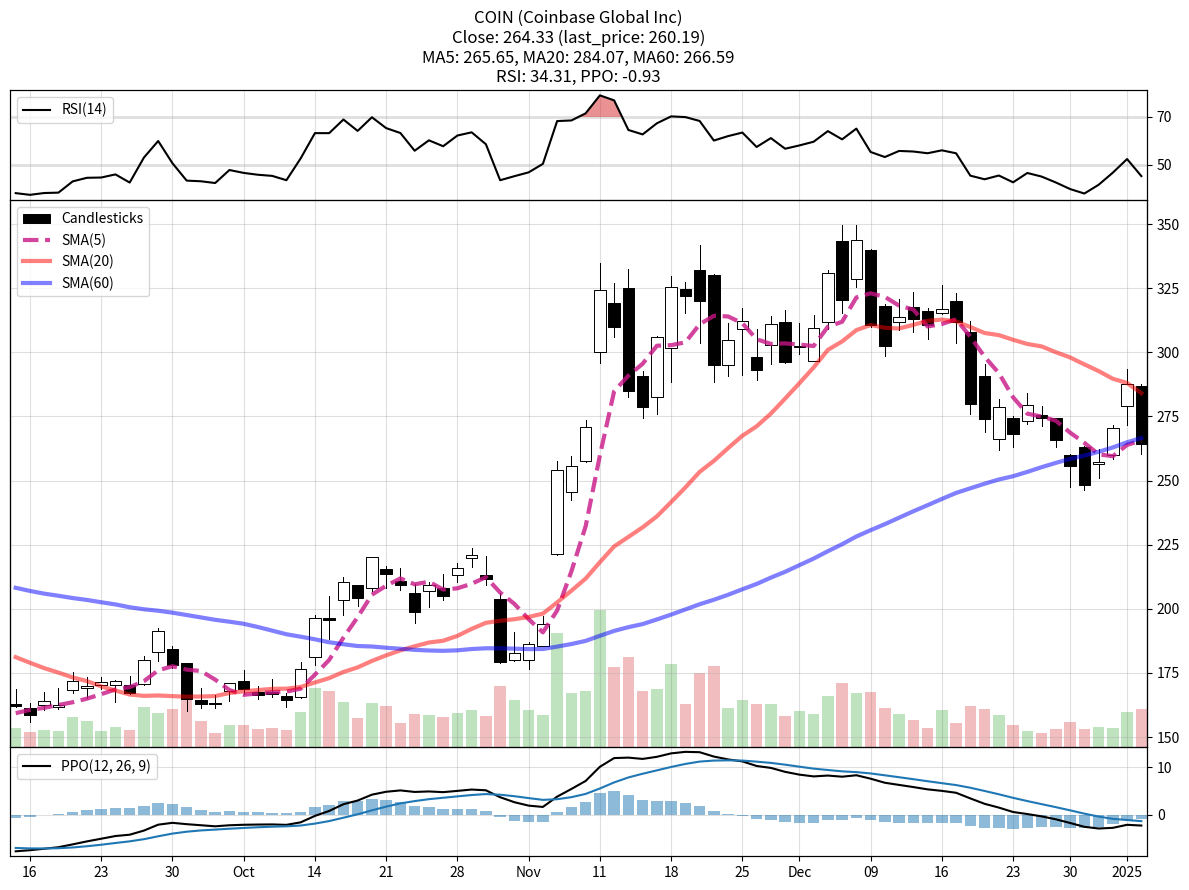 COIN (Coinbase Global Inc)
Close: 264.33 (last_price: 260.19)
MA5: 265.65, MA20: 284.07, MA60: 266.59
RSI: 34.31, PPO: -0.93
RSI(14)
70
50
Candlesticks
SMA(5)
SMA(20)
SMA(60)
350
325
300
275
250
225
200
175
150
PPO(12, 26, 9)
10
0
16 23 30 Oct 14 21 28 Nov 11 18 25 Dec 09 16 23 30 2025